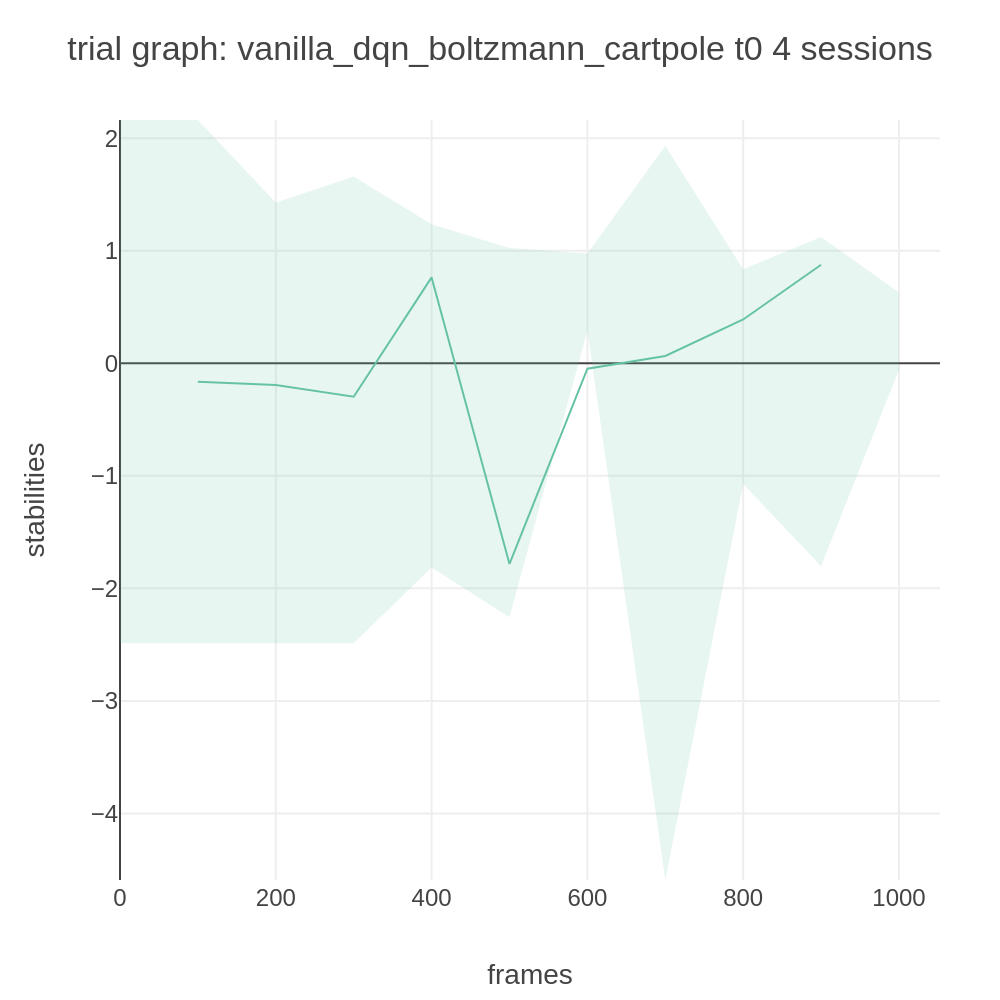 trial graph: vanilla_dqn_boltzmann_cartpole t0 4 sessions
2
1
0
−1
−2
−3
−4
stabilities
0 200 400 600 800 1000
frames